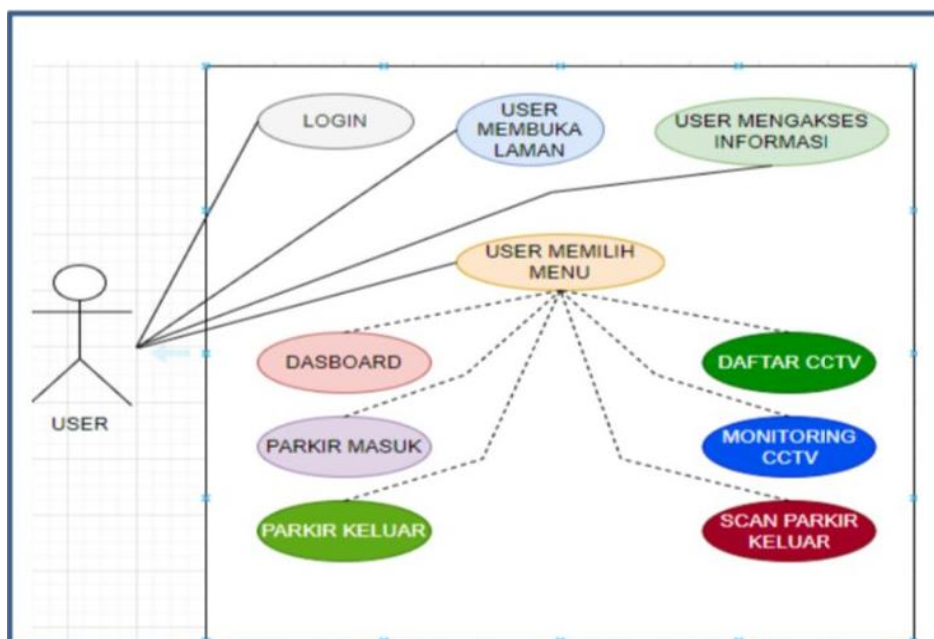 LOGIN
USER
MEMBUKA
LAMAN
USER MENGAKSES
INFORMASI
USER MEMILIH
MENU
DASBOARD
DAFTAR CCTV
USER
PARKIR MASUK
MONITORING
CCTV
PARKIR KELUAR
SCAN PARKIR
KELUAR